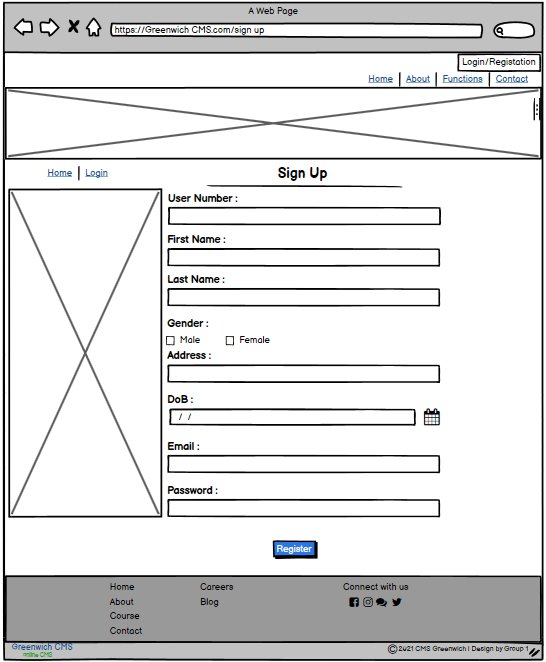 A Web Page
https://Greenwich CMS.com/sign up
Login/Registation
Home About Functions Contact
Home Login
Sign Up
User Number :
First Name :
Last Name :
Gender :
Male Female
Address :
DoB :
/ /
Email :
Password :
Register
Home Careers Connect with us
About Blog
Course
Contact
Greenwich CMS
online CMS
© 2021 CMS Greenwich | Design by Group 1